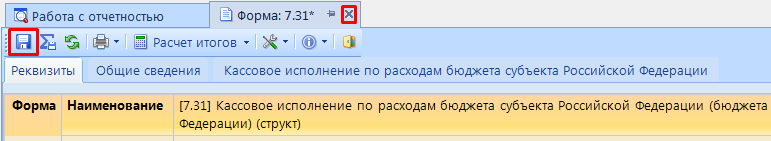 Работа с отчетностью
Форма: 7.31*
Расчет итогов
Реквизиты
Общие сведения
Кассовое исполнение по расходам бюджета субъекта Российской Федерации
Форма
Наименование
[7.31] Кассовое исполнение по расходам бюджета субъекта Российской Федерации (бюджета
Федерации) (структ)